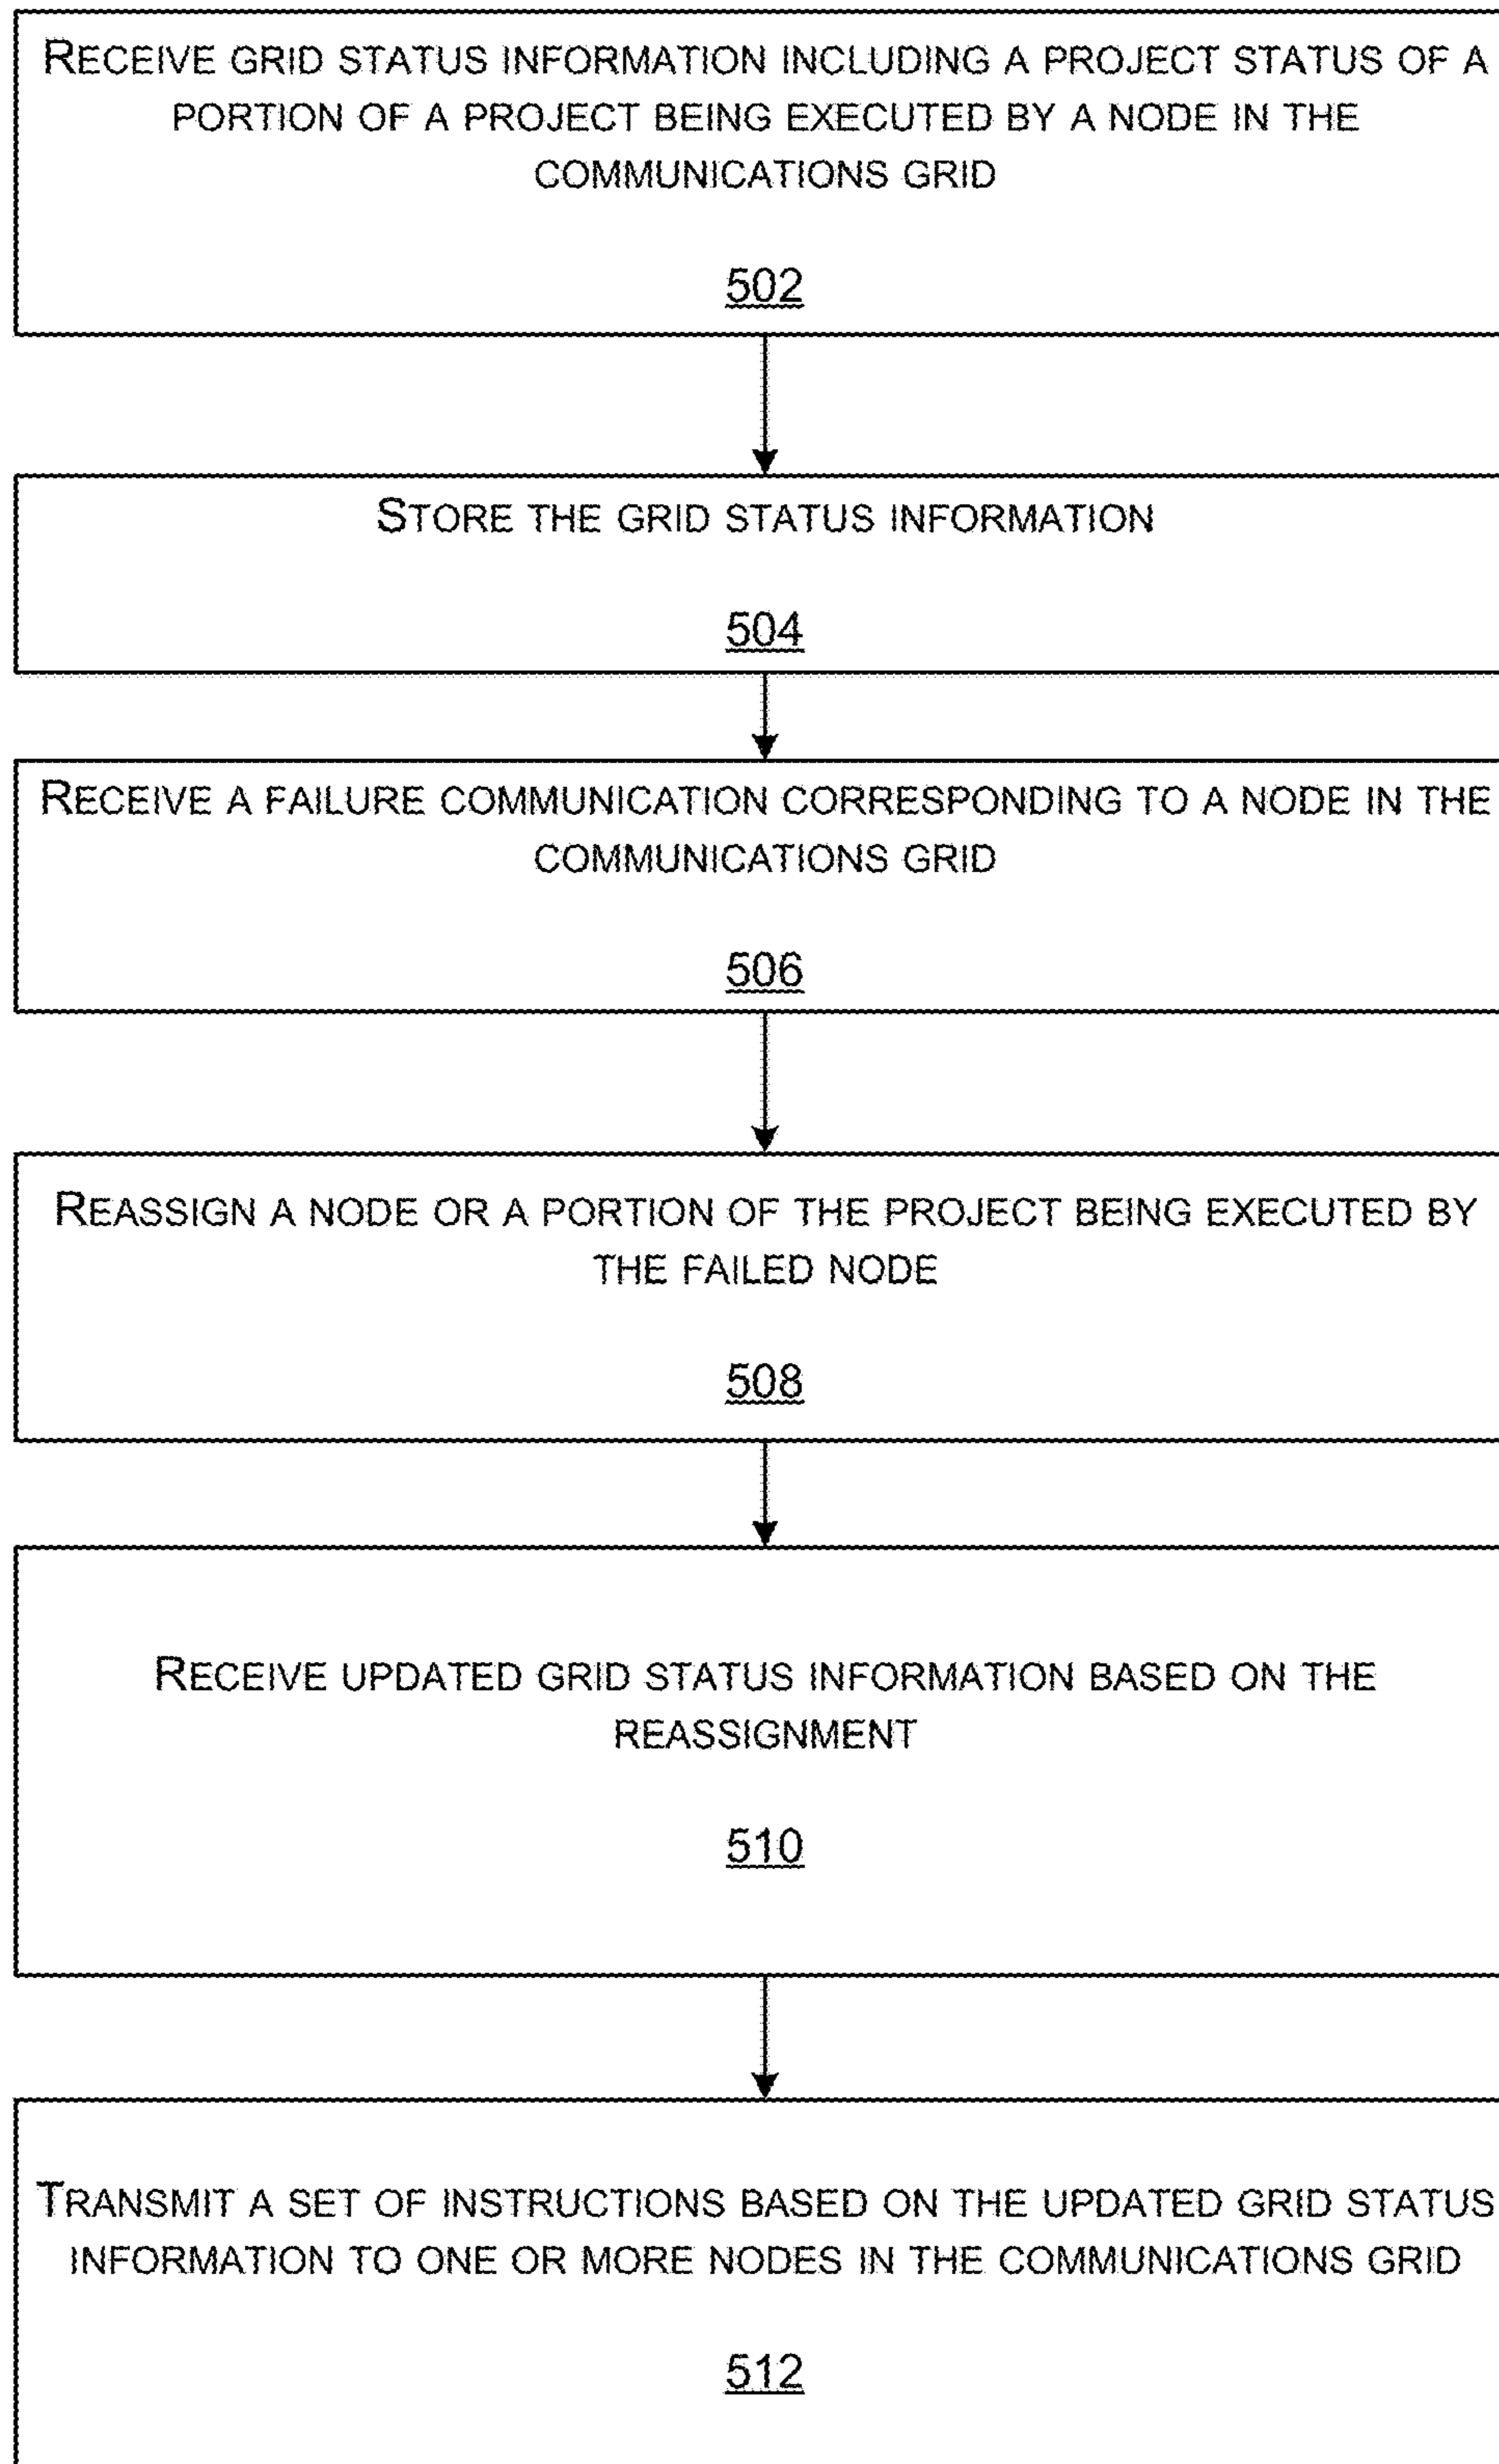 RECEIVE GRID STATUS INFORMATION INCLUDING A PROJECT STATUS OF A
PORTION OF A PROJECT BEING EXECUTED BY A NODE IN THE
COMMUNICATIONS GRID
502
STORE THE GRID STATUS INFORMATION
504
RECEIVE A FAILURE COMMUNICATION CORRESPONDING TO A NODE IN THE
COMMUNICATIONS GRID
506
REASSIGN A NODE OR A PORTION OF THE PROJECT BEING EXECUTED BY
THE FAILED NODE
508
RECEIVE UPDATED GRID STATUS INFORMATION BASED ON THE
REASSIGNMENT
510
TRANSMIT A SET OF INSTRUCTIONS BASED ON THE UPDATED GRID STATUS
INFORMATION TO ONE OR MORE NODES IN THE COMMUNICATIONS GRID
512